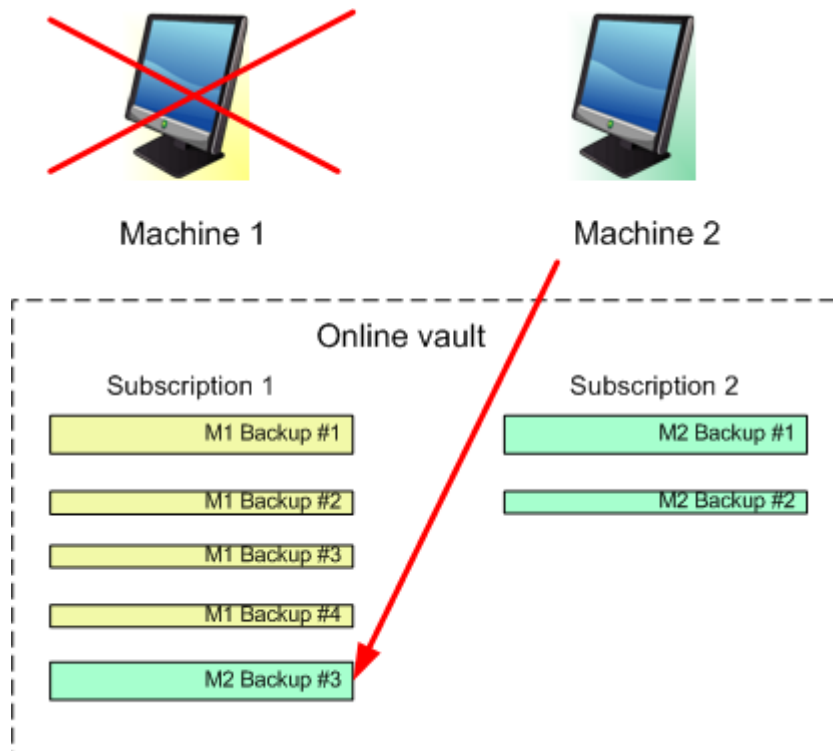 Machine 1
Machine 2
Online vault
Subscription 1
M1 Backup #1
M1 Backup #2
M1 Backup #3
M1 Backup #4
M2 Backup #3
Subscription 2
M2 Backup #1
M2 Backup #2